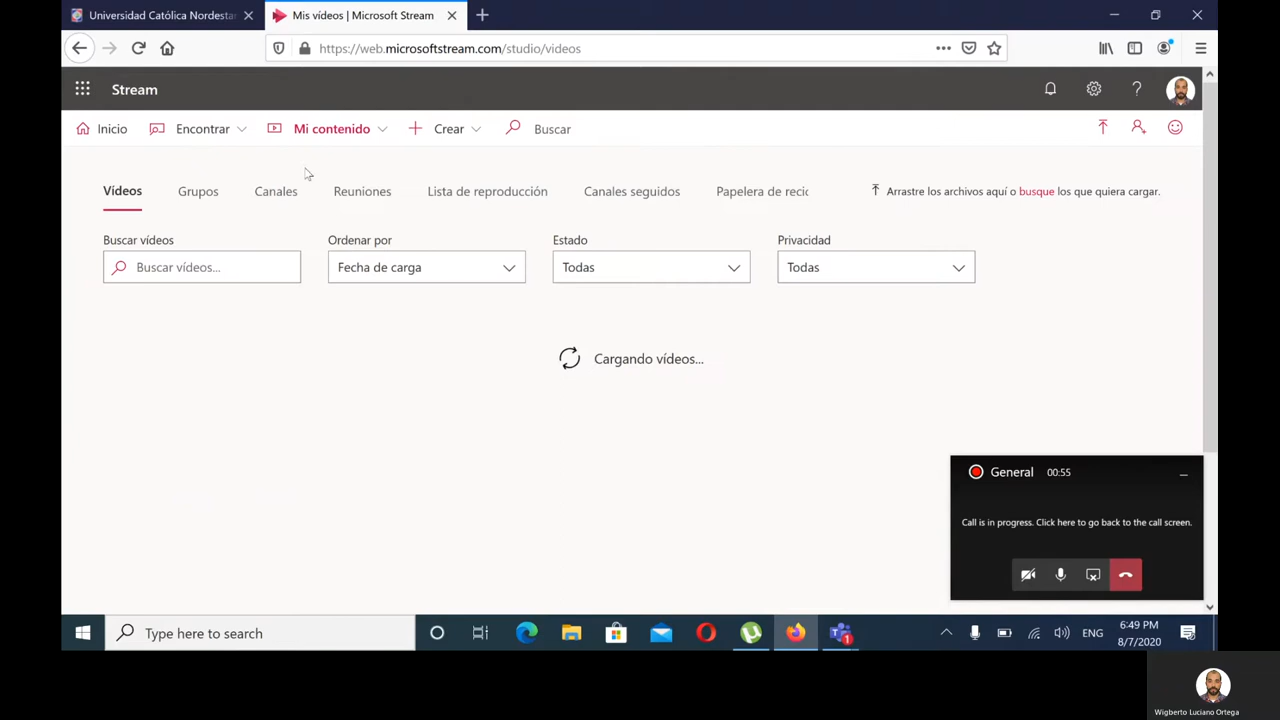 Universidad Católica Nordestan
Mis vídeos | Microsoft Stream
https://web.microsoftstream.com/studio/videos
Stream
Inicio
Encontrar
Mi contenido
Crear
Buscar
Vídeos
Grupos
Canales
Reuniones
Lista de reproducción
Canales seguidos
Papelera de recic
Arrastre los archivos aquí o busque los que quiera cargar.
Buscar vídeos
Ordenar por
Estado
Privacidad
Buscar vídeos...
Fecha de carga
Todas
Todas
Cargando vídeos...
General 00:55
Call is in progress. Click here to go back to the call screen.
Type here to search
1
ENG
6:49 PM
8/7/2020
Wigberto Luciano Ortega